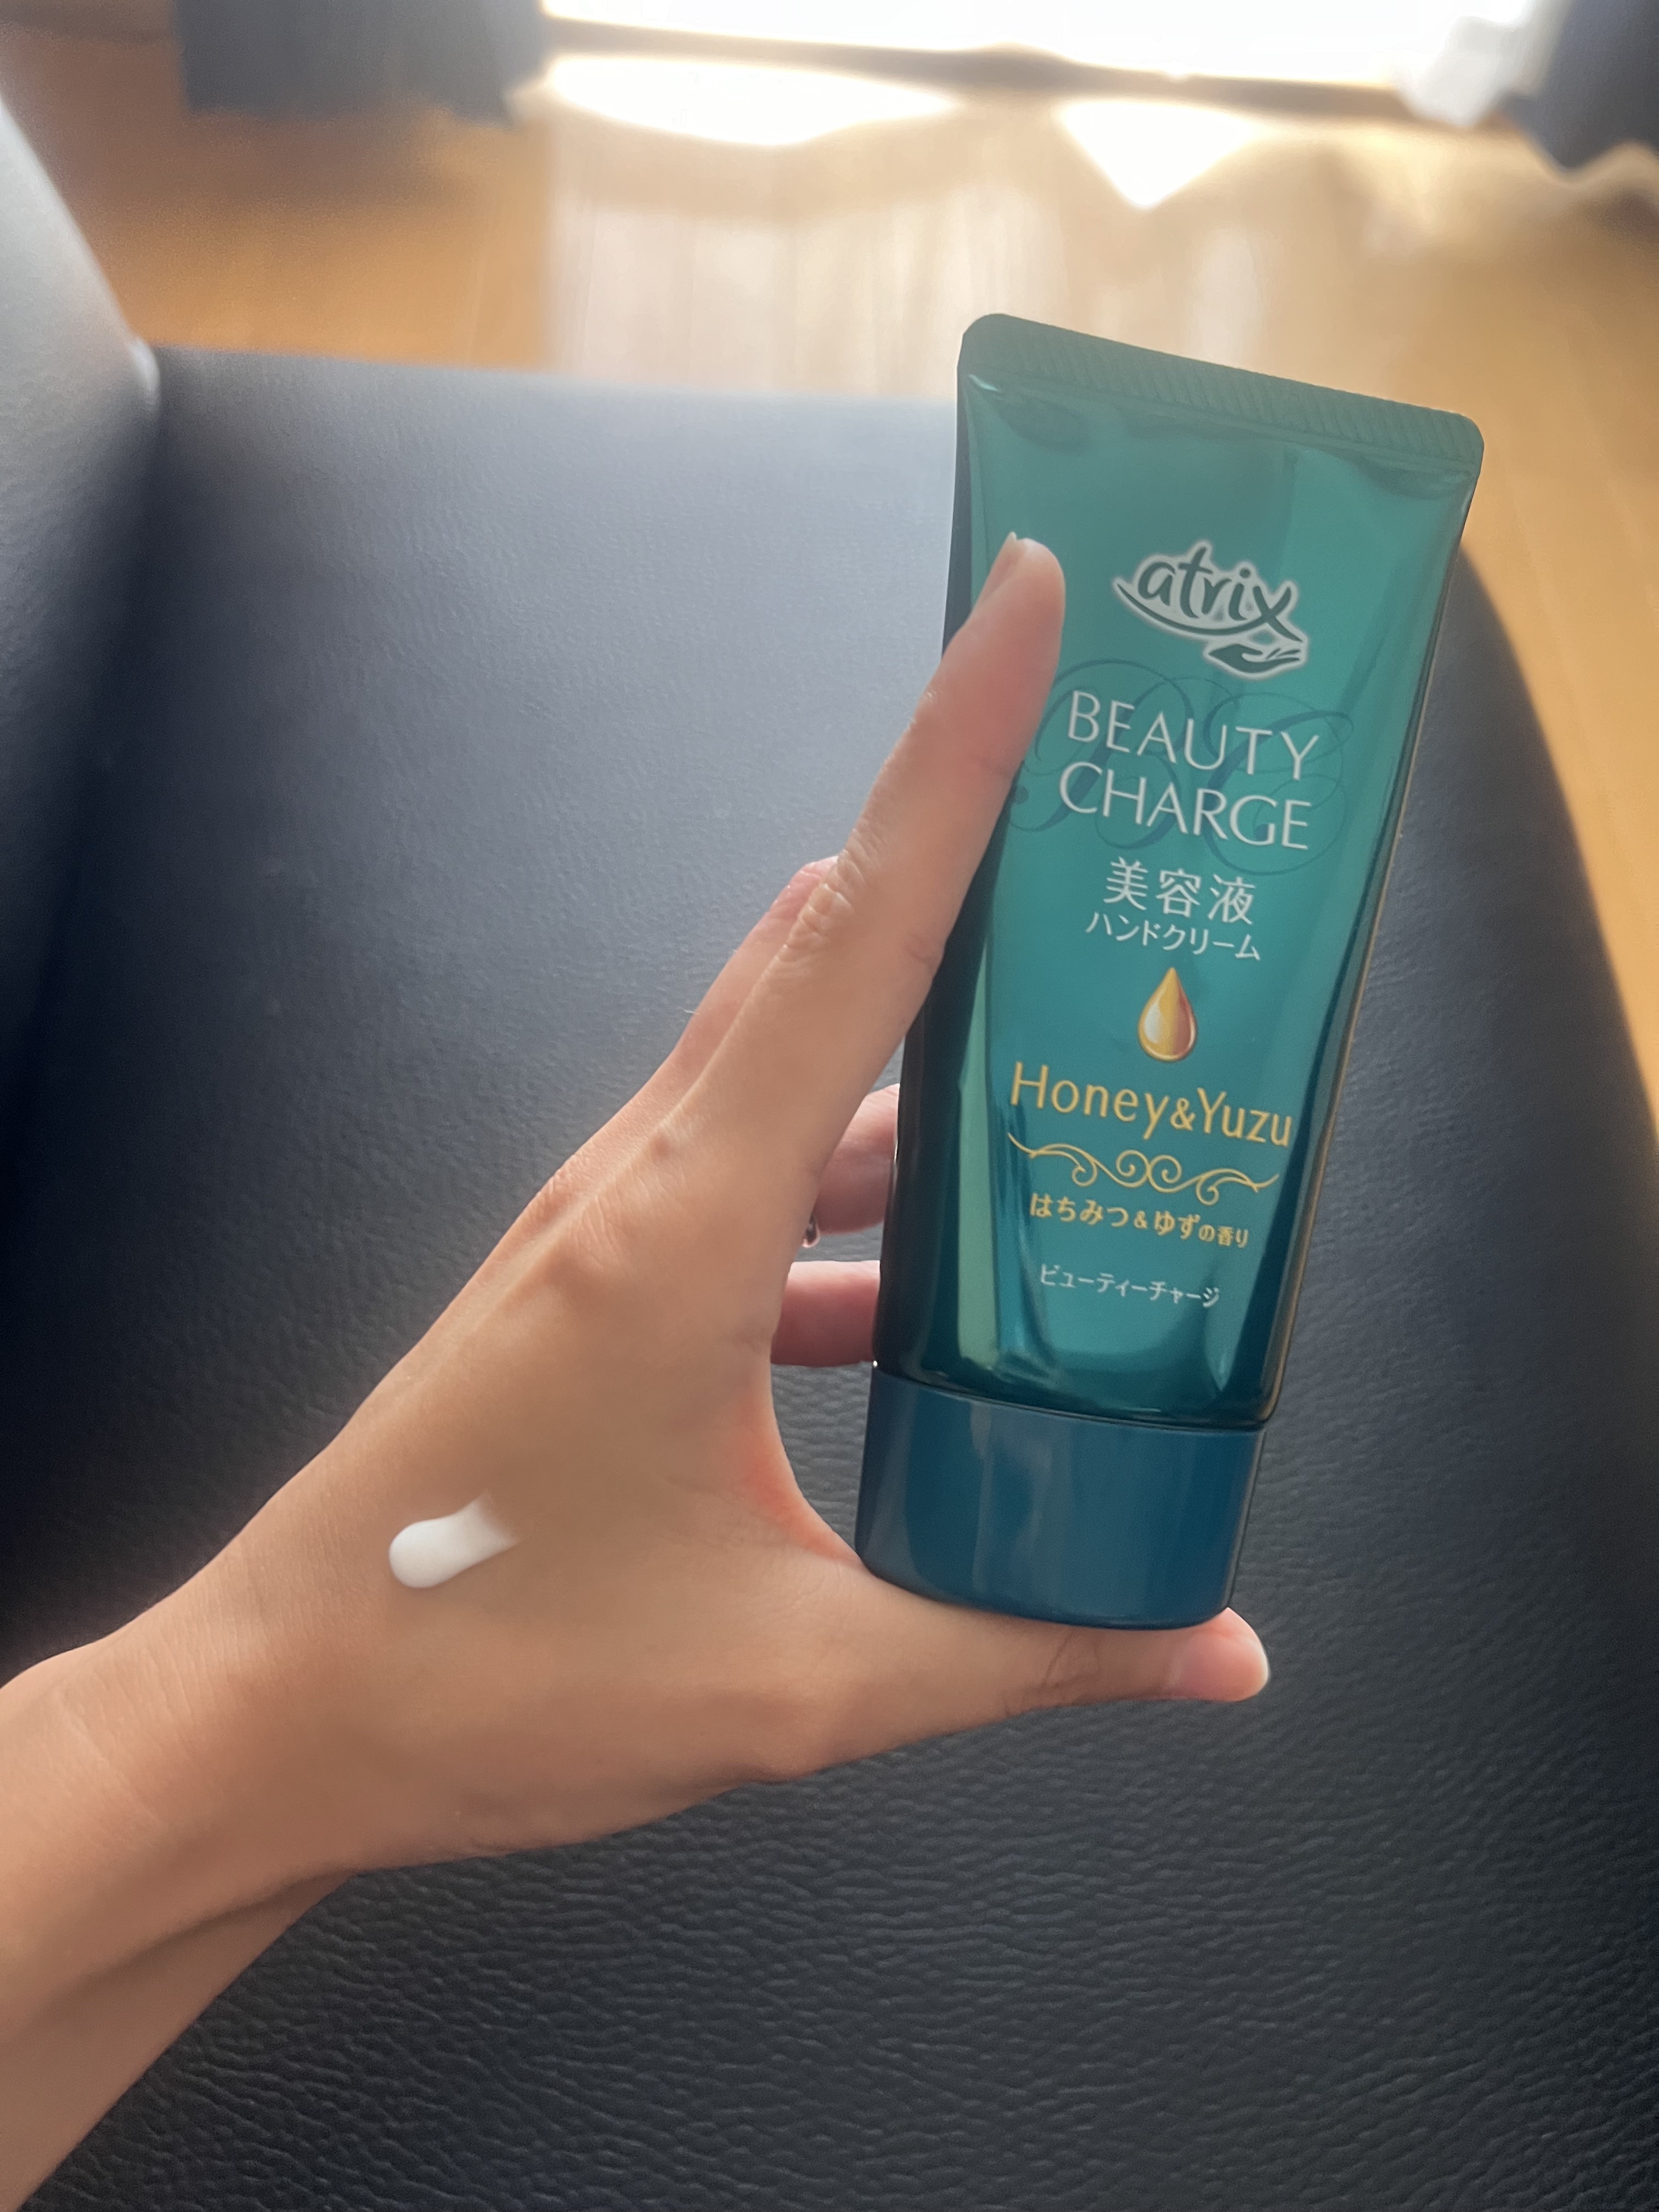 atrix
BEAUTY
CHARGE
美容液
ハンドクリーム
Honey&Yuzu
はちみつ&ゆずの香り
ビューティーチャージ